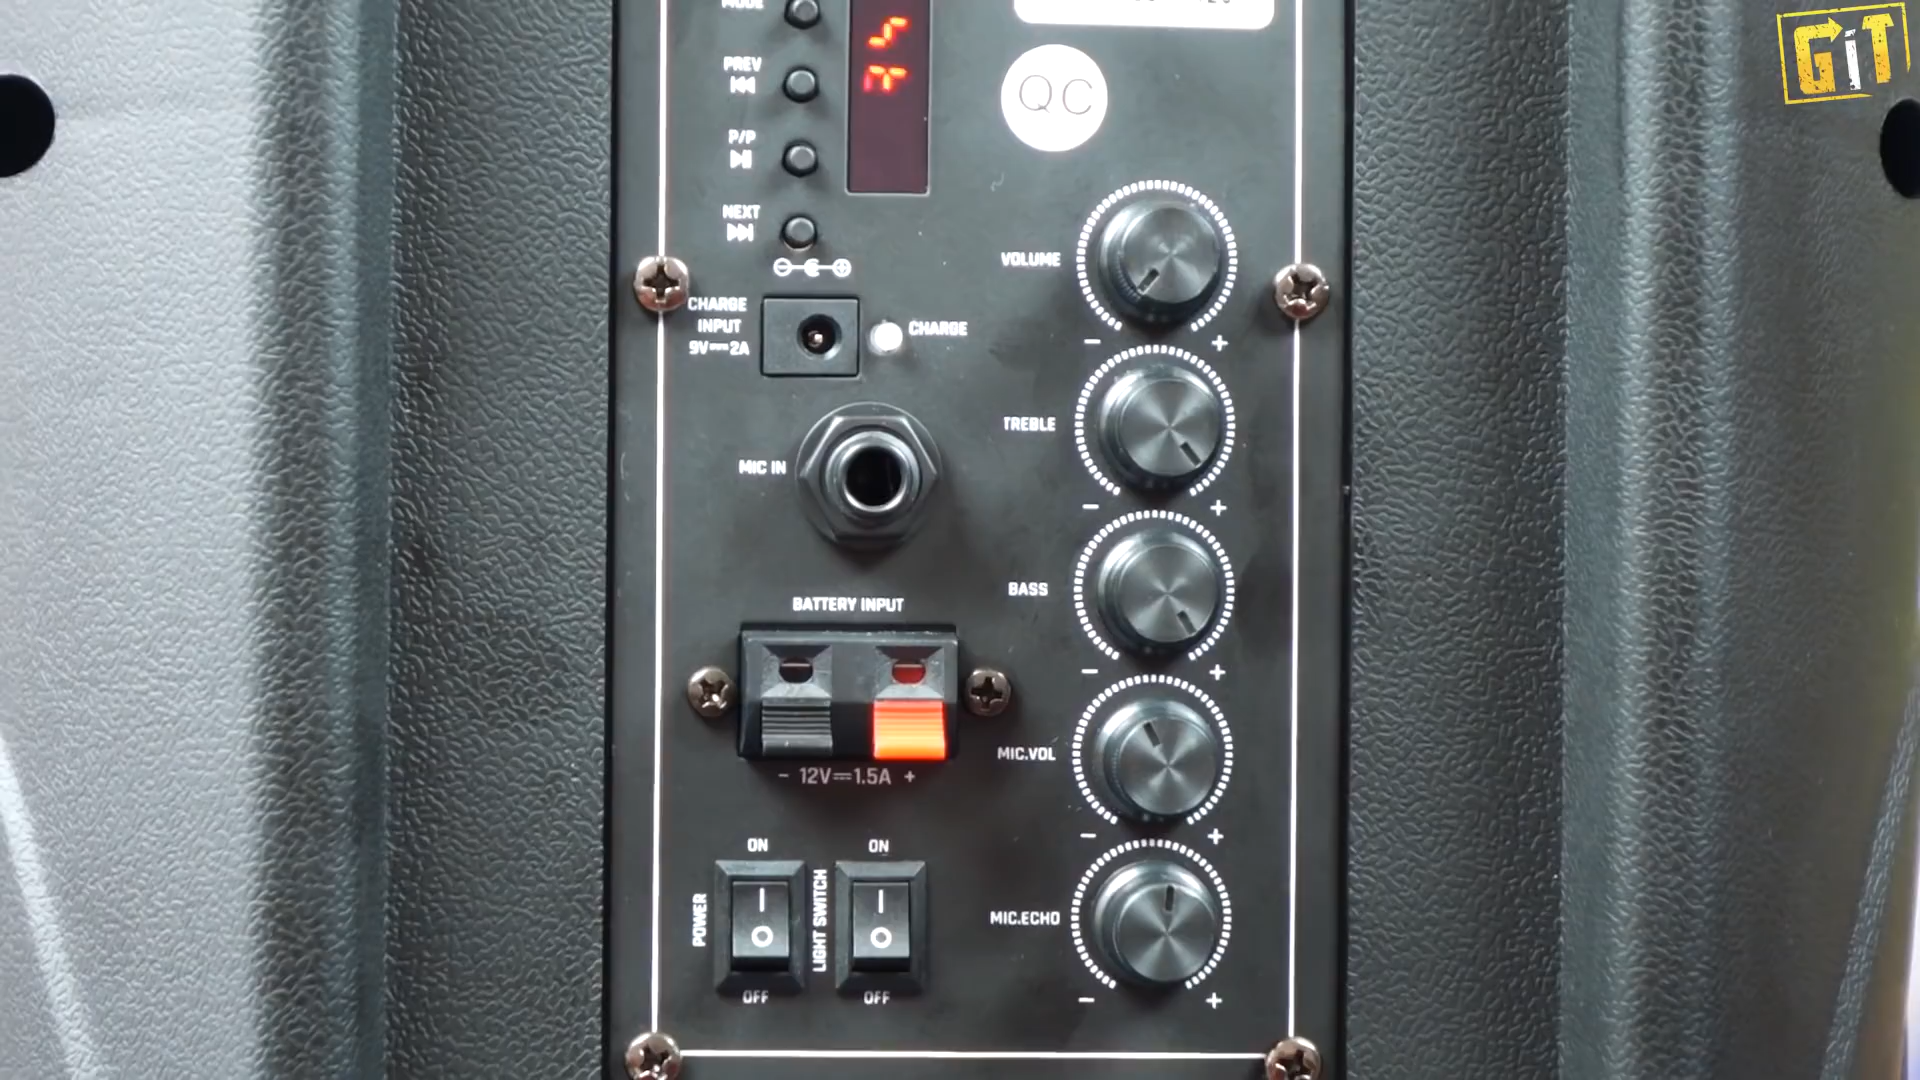 MODE
GiT
PREV
QC
P/P
NEXT
VOLUME
CHARGE
INPUT
9V⎓2A
CHARGE
- +
TREBLE
MIC IN
- +
BATTERY INPUT
BASS
- +
MIC.VOL
- 12V⎓1.5A +
- +
ON
ON
POWER
LIGHT SWITCH
MIC.ECHO
OFF
OFF
- +